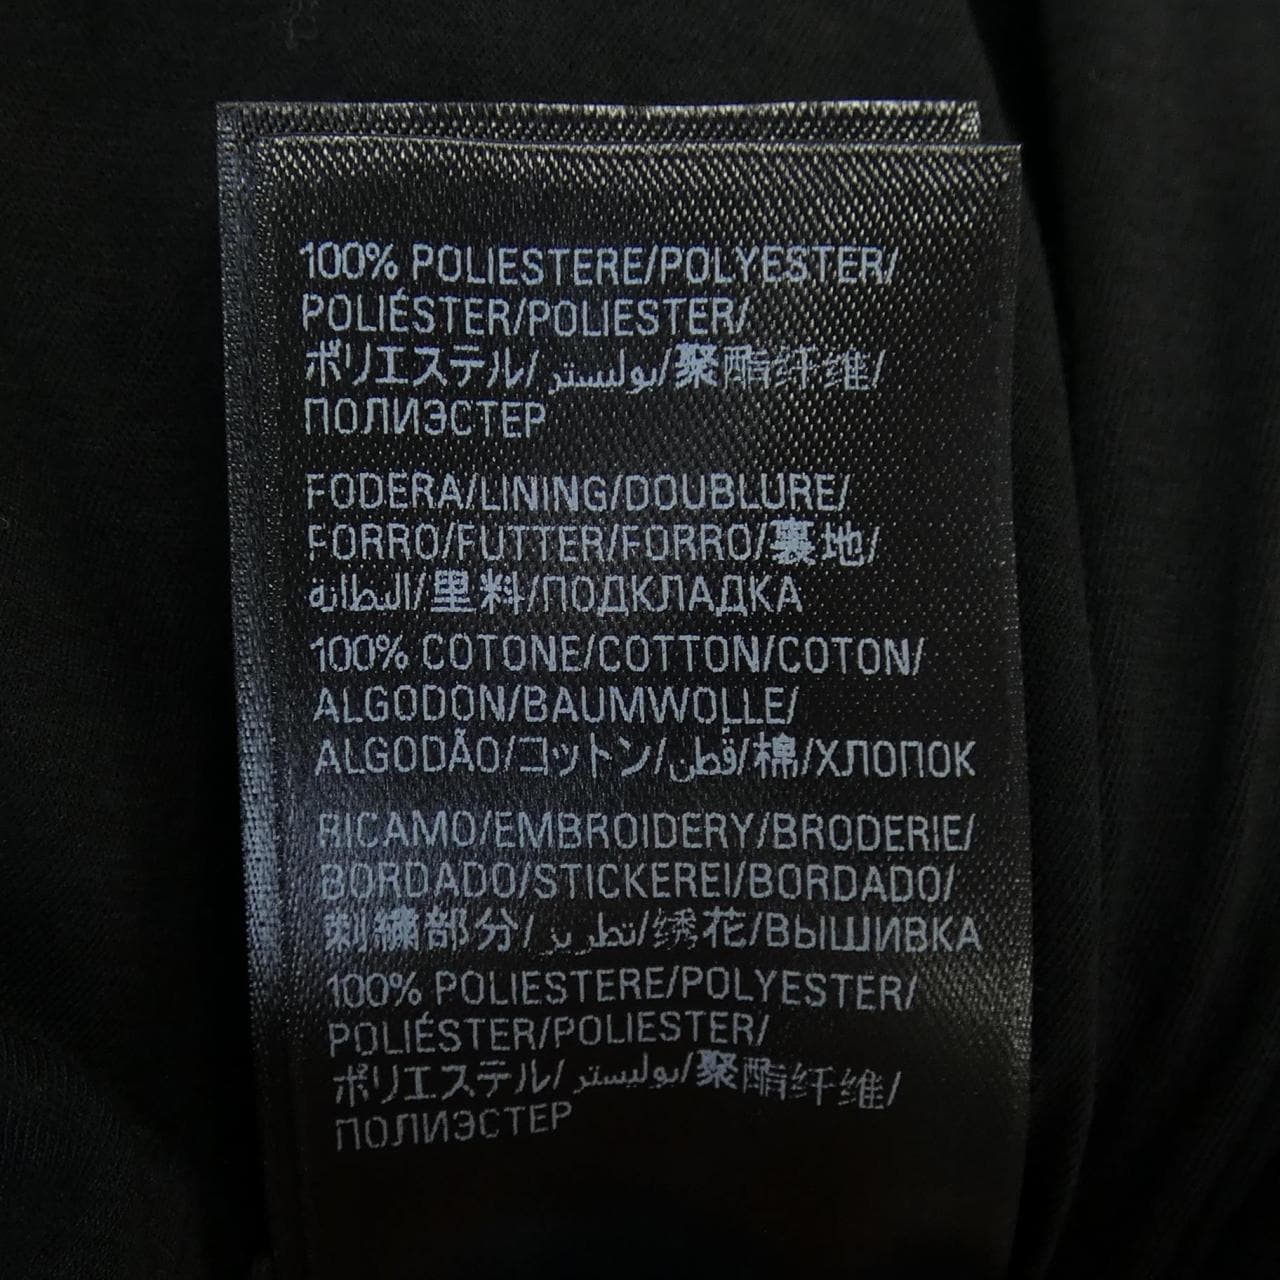 100% POLIESTERE/POLYESTER/
POLIÉSTER/POLIESTER/
ポリエステル/بوليستر/聚酯纤维/
ПОЛИЭСТЕР
FODERA/LINING/DOUBLURE/
FORRO/FUTTER/FORRO/裏地/
البطانة/里料/ПОДКЛАДКА
100% COTONE/COTTON/COTON/
ALGODÓN/BAUMWOLLE/
ALGODÃO/コットン/قطن/棉/ХЛОПОК
RICAMO/EMBROIDERY/BRODERIE/
BORDADO/STICKEREI/BORDADO/
刺繍部分/تطريز/绣花/ВЫШИВКА
100% POLIESTERE/POLYESTER/
POLIÉSTER/POLIESTER/
ポリエステル/بوليستر/聚酯纤维/
ПОЛИЭСТЕР